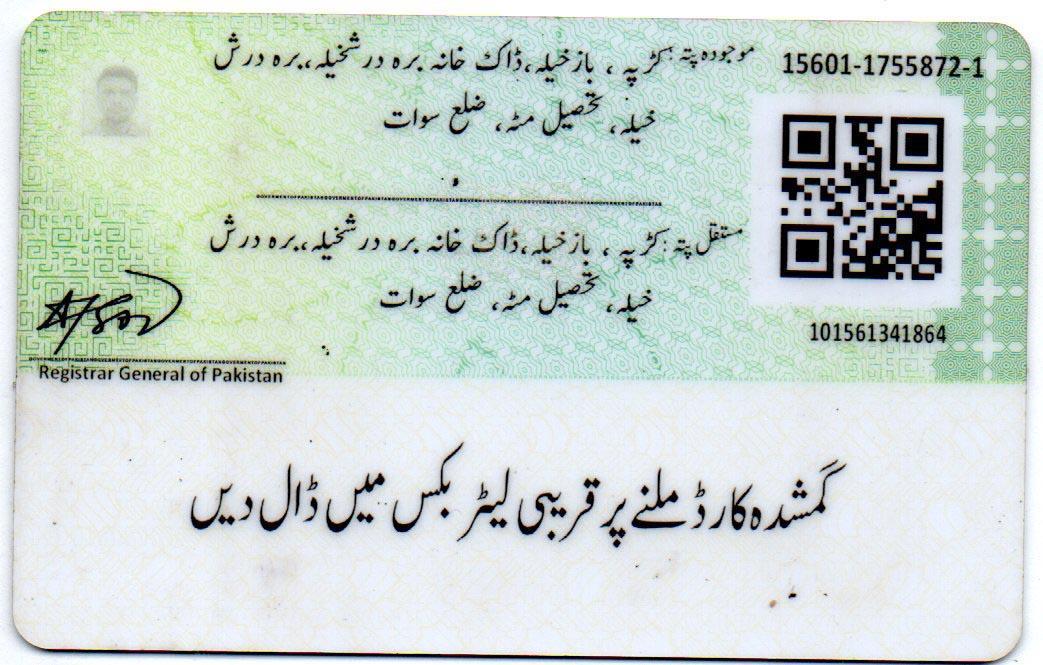 موجودہ پتہ: کڑپہ ، بازخیلہ، ڈاک خانہ برہ درشخیلہ، برہ درش
خیلہ، تحصیل مٹہ، ضلع سوات
15601-1755872-1
مستقل پتہ: کڑپہ ، بازخیلہ، ڈاک خانہ برہ درشخیلہ، برہ درش
خیلہ، تحصیل مٹہ، ضلع سوات
101561341864
Registrar General of Pakistan
گمشدہ کارڈ ملنے پر قریبی لیٹر بکس میں ڈال دیں